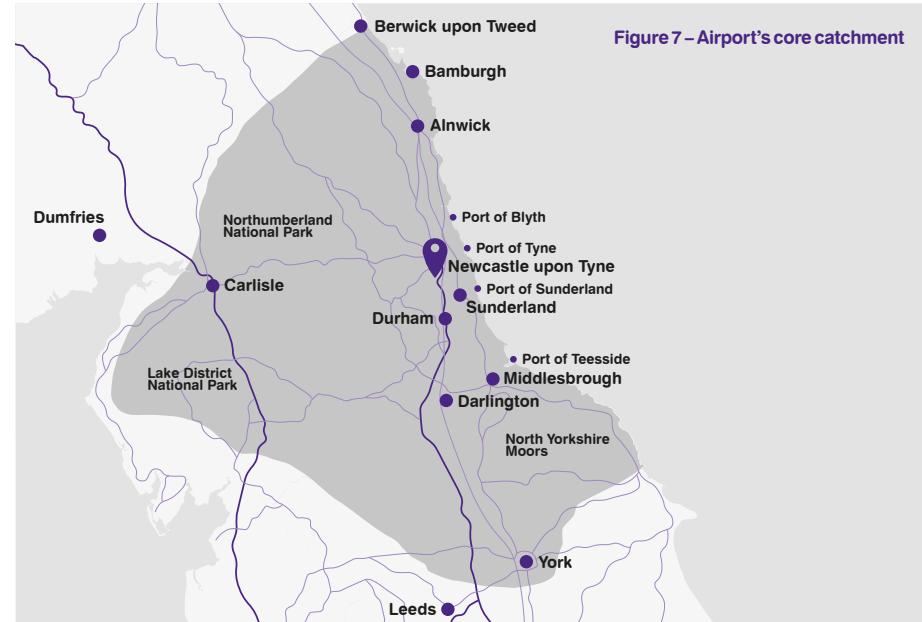 Berwick upon Tweed
Figure 7 – Airport's core catchment
Bamburgh
Alnwick
Dumfries
Northumberland
National Park
Port of Blyth
Port of Tyne
Newcastle upon Tyne
Carlisle
Port of Sunderland
Sunderland
Durham
Port of Teesside
Lake District
National Park
Middlesbrough
Darlington
North Yorkshire
Moors
York
Leeds